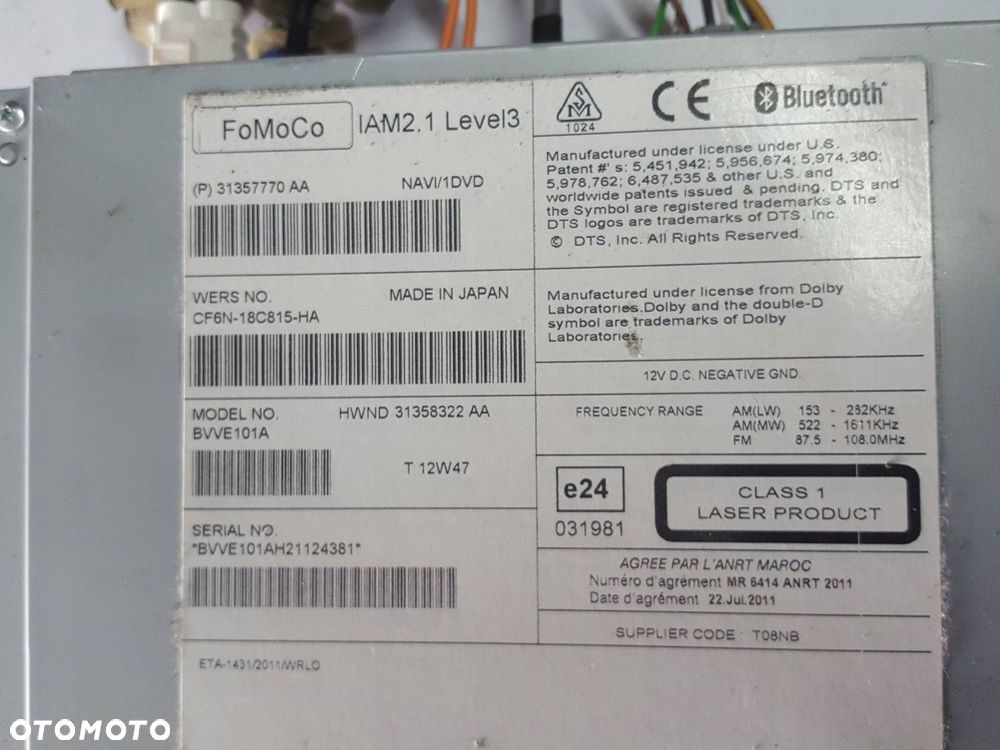 FoMoCo
IAM2.1 Level3
(P) 31357770 AA
NAVI/1DVD
WERS NO.
MADE IN JAPAN
CF6N-18C815-HA
MODEL NO.
HWND 31358322 AA
BVVE101A
T 12W47
SERIAL NO.
*BVVE101AH21124381*
ETA-1431/2011/WRLO
SM
1024
CE
Bluetooth
Manufactured under license under U.S.
Patent #' s: 5,451,942; 5,956,674; 5,974,380;
5,978,762; 6,487,535 & other U.S. and
worldwide patents issued & pending. DTS and
the Symbol are registered trademarks & the
DTS logos are trademarks of DTS, Inc.
© DTS, Inc. All Rights Reserved.
Manufactured under license from Dolby
Laboratories.Dolby and the double-D
symbol are trademarks of Dolby
Laboratories.
12V D.C. NEGATIVE GND.
FREQUENCY RANGE AM(LW) 153 - 282KHz
AM(MW) 522 - 1611KHz
FM 87.5 - 108.0MHz
e24
031981
CLASS 1
LASER PRODUCT
AGREE PAR L'ANRT MAROC
Numéro d'agrément MR 6414 ANRT 2011
Date d'agrément 22.Jul.2011
SUPPLIER CODE : T08NB
OTOMOTO